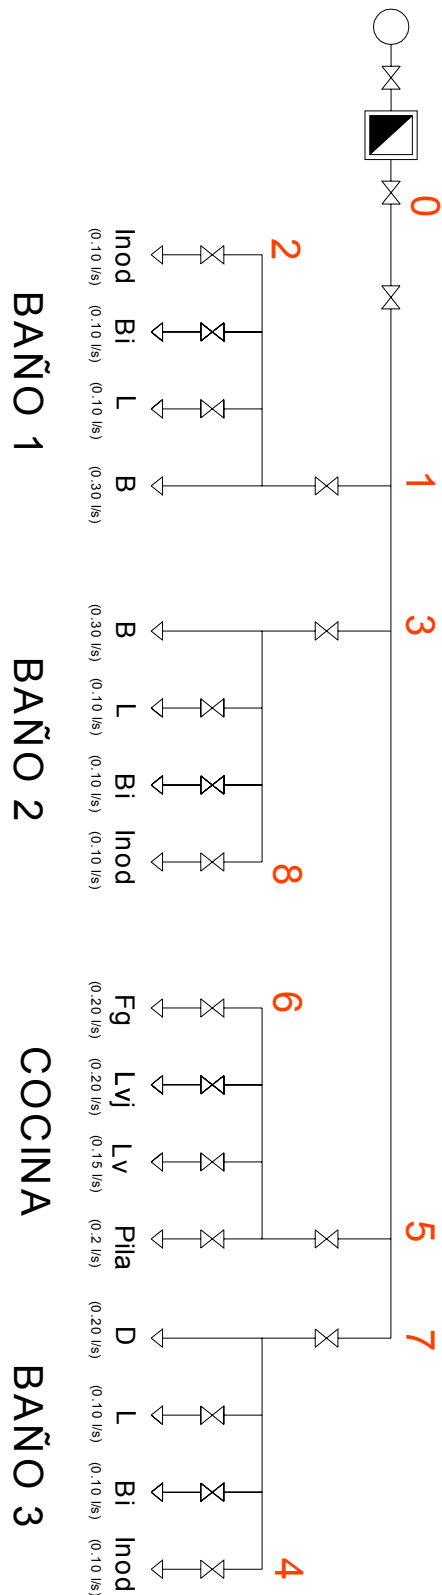 0
2
Inod
(0.10 l/s)
Bi
(0.10 l/s)
L
(0.10 l/s)
B
(0.30 l/s)
BAÑO 1
1
3
B
(0.30 l/s)
L
(0.10 l/s)
Bi
(0.10 l/s)
Inod
(0.10 l/s)
BAÑO 2
8
6
Fg
(0.20 l/s)
Lvj
(0.20 l/s)
Lv
(0.15 l/s)
Pila
(0.2 l/s)
COCINA
5
7
D
(0.20 l/s)
L
(0.10 l/s)
Bi
(0.10 l/s)
Inod
(0.10 l/s)
BAÑO 3
4